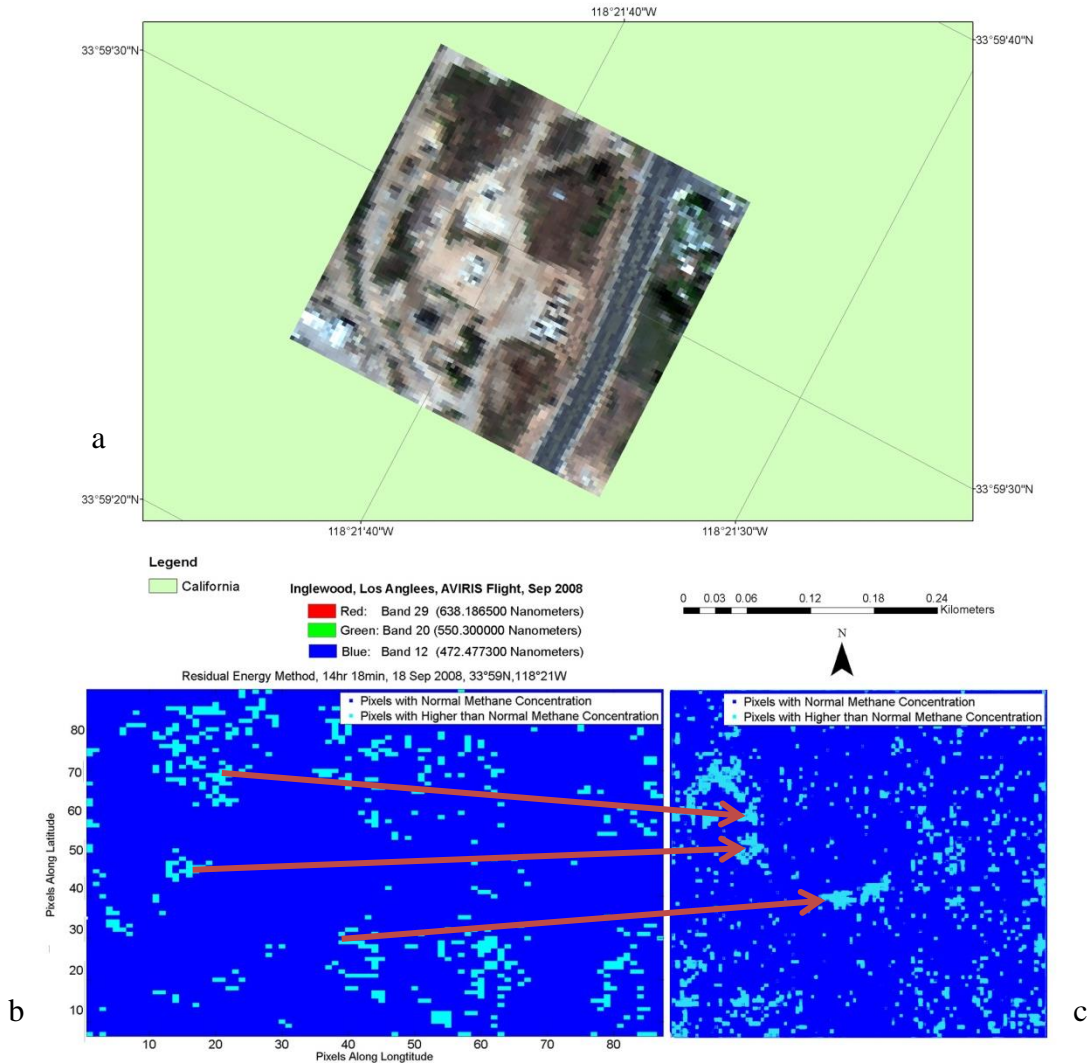 118°21'40"W
33°59'30"N
33°59'40"N
a
33°59'20"N
33°59'30"N
118°21'40"W
118°21'30"W
Legend
California
Inglewood, Los Anglees, AVIRIS Flight, Sep 2008
Red: Band 29 (638.186500 Nanometers)
Green: Band 20 (550.300000 Nanometers)
Blue: Band 12 (472.477300 Nanometers)
0 0.03 0.06 0.12 0.18 0.24
Kilometers
N
Residual Energy Method, 14hr 18min, 18 Sep 2008, 33°59N,118°21W
Pixels with Normal Methane Concentration
Pixels with Higher than Normal Methane Concentration
Pixels with Normal Methane Concentration
Pixels with Higher than Normal Methane Concentration
80
70
60
50
40
30
20
10
Pixels Along Latitude
b
c
10 20 30 40 50 60 70 80
Pixels Along Longtitude